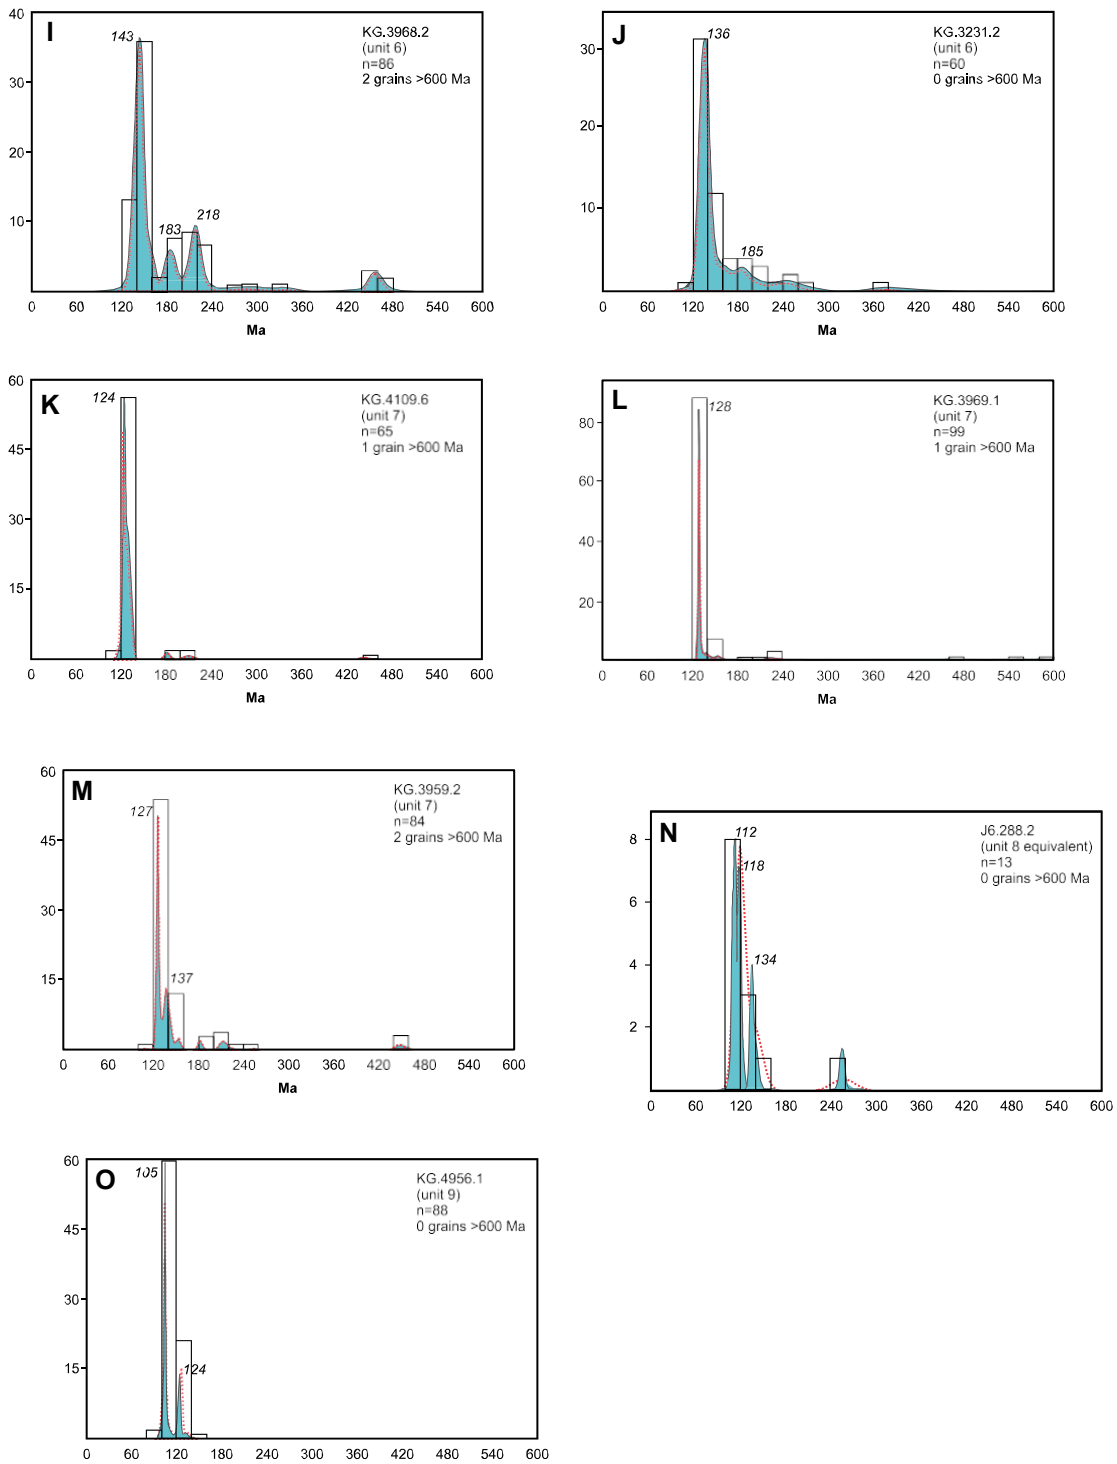 I
KG.3968.2
(unit 6)
n=86
2 grains >600 Ma
143
183
218
40
30
20
10
0 60 120 180 240 300 360 420 480 540 600
Ma
J
KG.3231.2
(unit 6)
n=60
0 grains >600 Ma
136
185
30
20
10
0 60 120 180 240 300 360 420 480 540 600
Ma
K
KG.4109.6
(unit 7)
n=65
1 grain >600 Ma
124
60
45
30
15
0 60 120 180 240 300 360 420 480 540 600
Ma
L
KG.3969.1
(unit 7)
n=99
1 grain >600 Ma
128
80
60
40
20
0 60 120 180 240 300 360 420 480 540 600
Ma
M
KG.3959.2
(unit 7)
n=84
2 grains >600 Ma
127
137
60
45
30
15
0 60 120 180 240 300 360 420 480 540 600
Ma
N
J6.288.2
(unit 8 equivalent)
n=13
0 grains >600 Ma
112
118
134
8
6
4
2
0 60 120 180 240 300 360 420 480 540 600
O
KG.4956.1
(unit 9)
n=88
0 grains >600 Ma
105
124
60
45
30
15
0 60 120 180 240 300 360 420 480 540 600